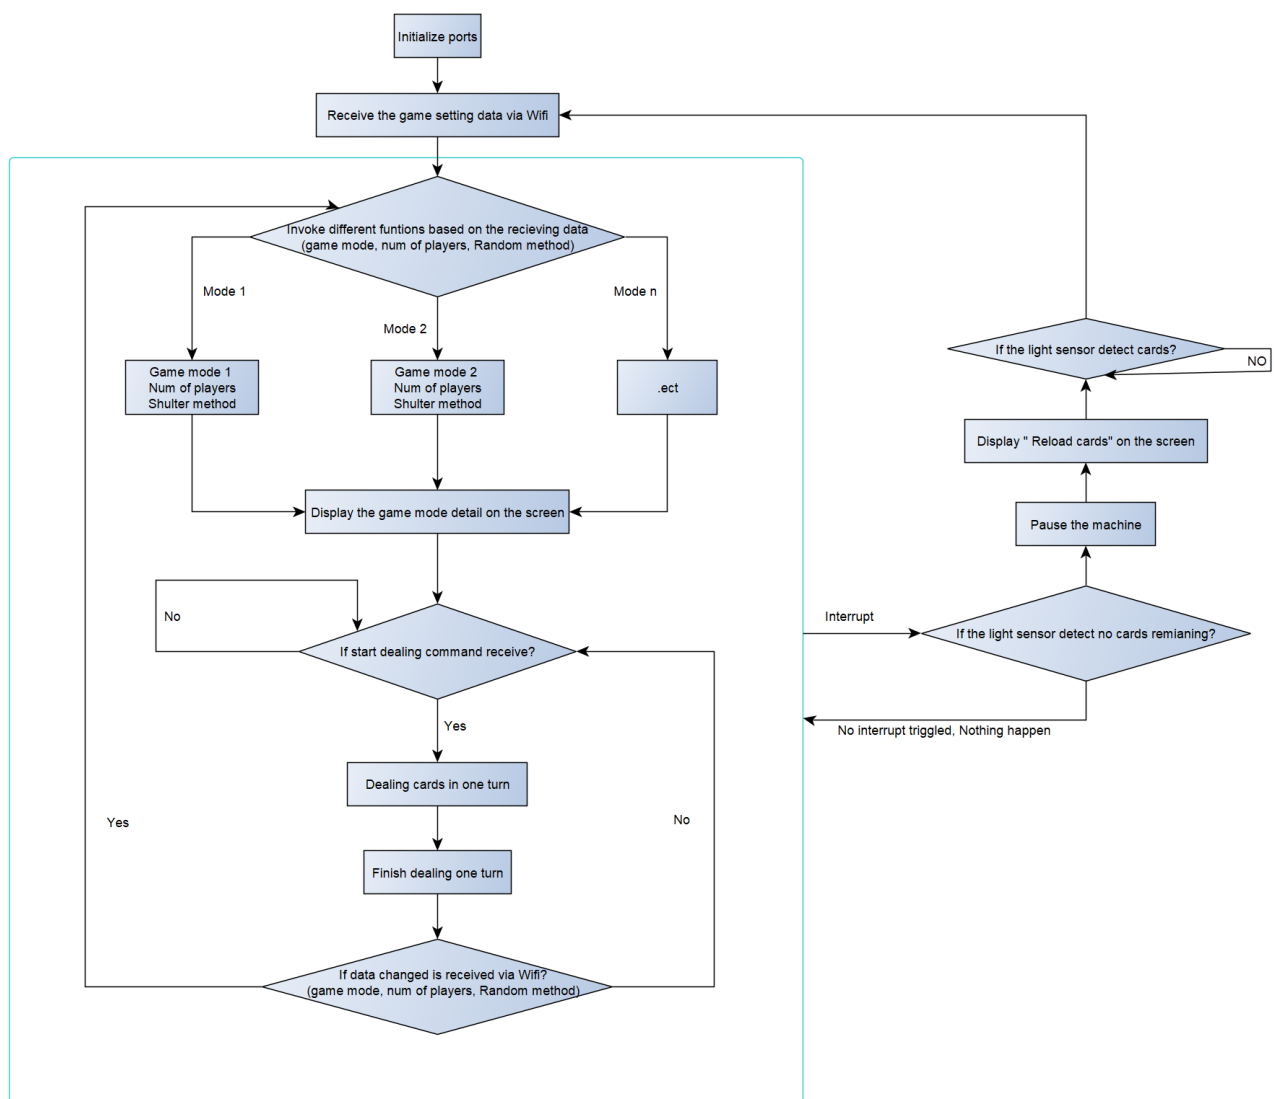 Initialize ports
Receive the game setting data via Wifi
Invoke different funtions based on the recieving data
(game mode, num of players, Random method)
Mode 1
Mode n
Mode 2
Game mode 1
Num of players
Shulter method
Game mode 2
Num of players
Shulter method
.ect
Display the game mode detail on the screen
No
If start dealing command receive?
Yes
Dealing cards in one turn
Yes
No
Finish dealing one turn
If data changed is received via Wifi?
(game mode, num of players, Random method)
If the light sensor detect cards?
NO
Display " Reload cards" on the screen
Pause the machine
Interrupt
If the light sensor detect no cards remianing?
No interrupt triggled, Nothing happen